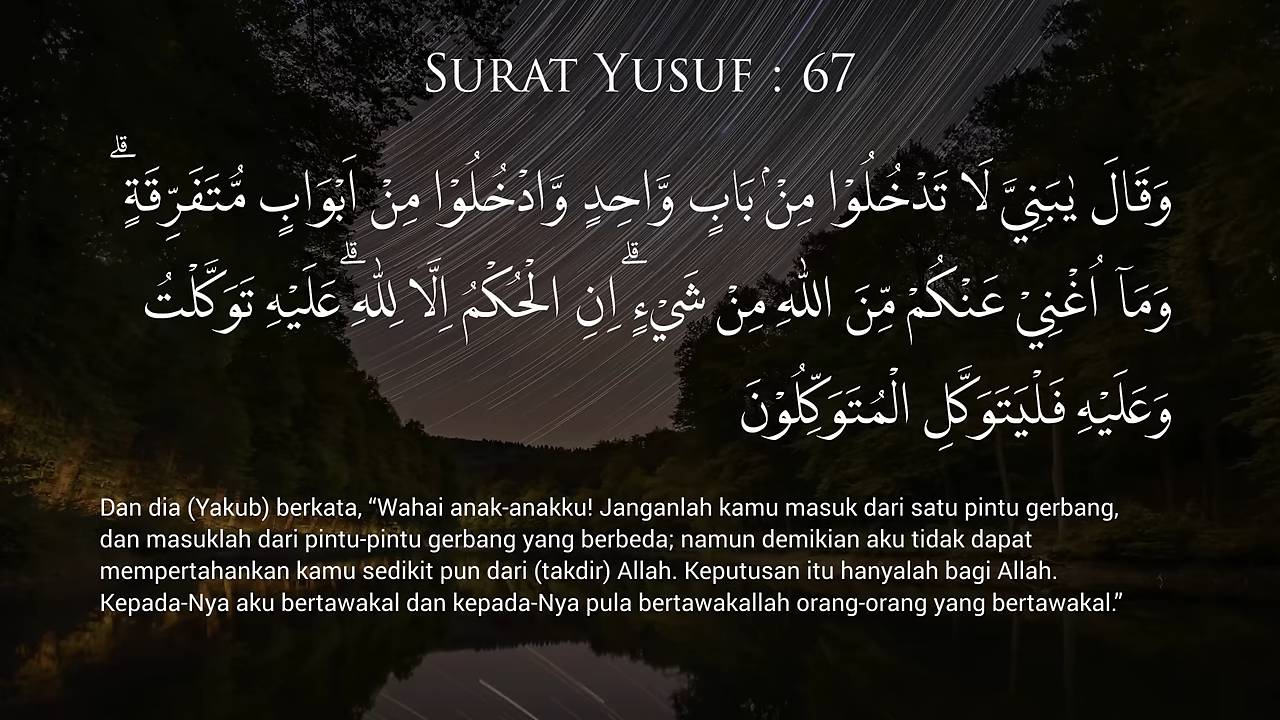 SURAT YUSUF : 67
وَقَالَ يٰبَنِيَّ لَا تَدْخُلُوْا مِنْۢ بَابٍ وَّاحِدٍ وَّادْخُلُوْا مِنْ اَبْوَابٍ مُّتَفَرِّقَةٍۗ
وَمَآ اُغْنِيْ عَنْكُمْ مِّنَ اللّٰهِ مِنْ شَيْءٍۗ اِنِ الْحُكْمُ اِلَّا لِلّٰهِۗ عَلَيْهِ تَوَكَّلْتُ
وَعَلَيْهِ فَلْيَتَوَكَّلِ الْمُتَوَكِّلُوْنَ
Dan dia (Yakub) berkata, “Wahai anak-anakku! Janganlah kamu masuk dari satu pintu gerbang,
dan masuklah dari pintu-pintu gerbang yang berbeda; namun demikian aku tidak dapat
mempertahankan kamu sedikit pun dari (takdir) Allah. Keputusan itu hanyalah bagi Allah.
Kepada-Nya aku bertawakal dan kepada-Nya pula bertawakallah orang-orang yang bertawakal.”